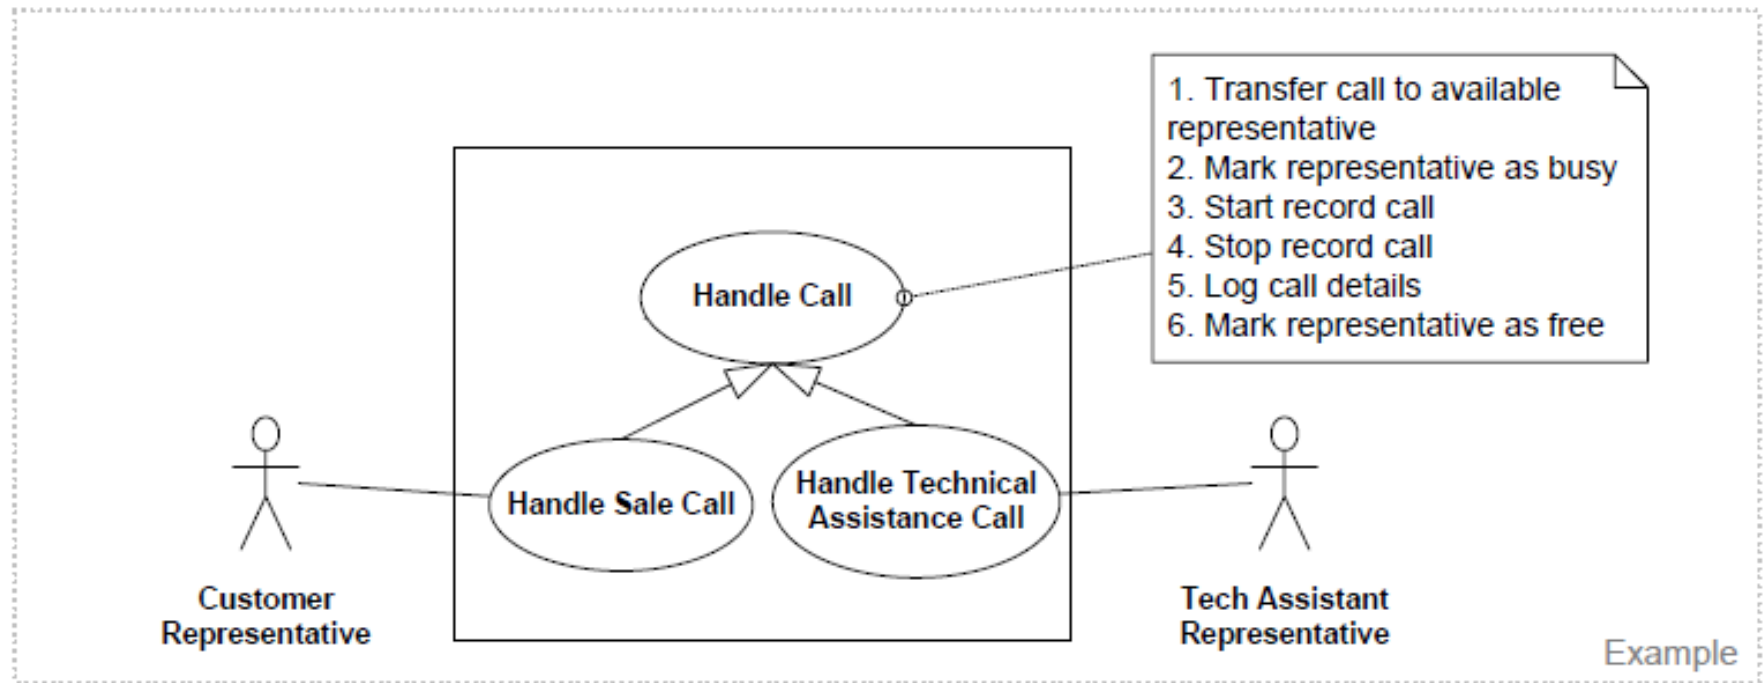 1. Transfer call to available
representative
2. Mark representative as busy
3. Start record call
4. Stop record call
5. Log call details
6. Mark representative as free
Handle Call
Handle Sale Call
Handle Technical
Assistance Call
Customer
Representative
Tech Assistant
Representative
Example